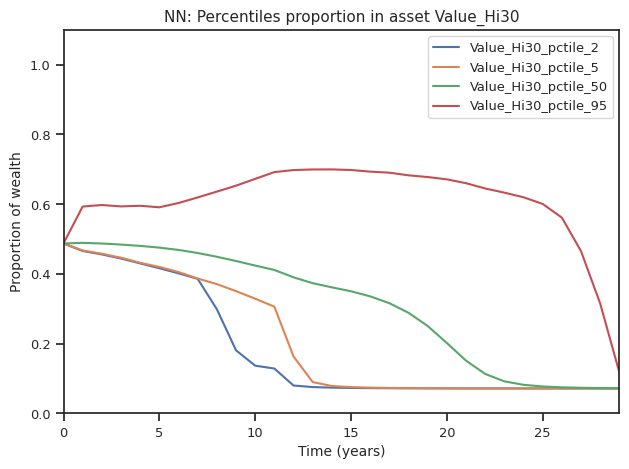 NN: Percentiles proportion in asset Value_Hi30
Value_Hi30_pctile_2
Value_Hi30_pctile_5
Value_Hi30_pctile_50
Value_Hi30_pctile_95
Proportion of wealth
1.0
0.8
0.6
0.4
0.2
0.0
0 5 10 15 20 25
Time (years)